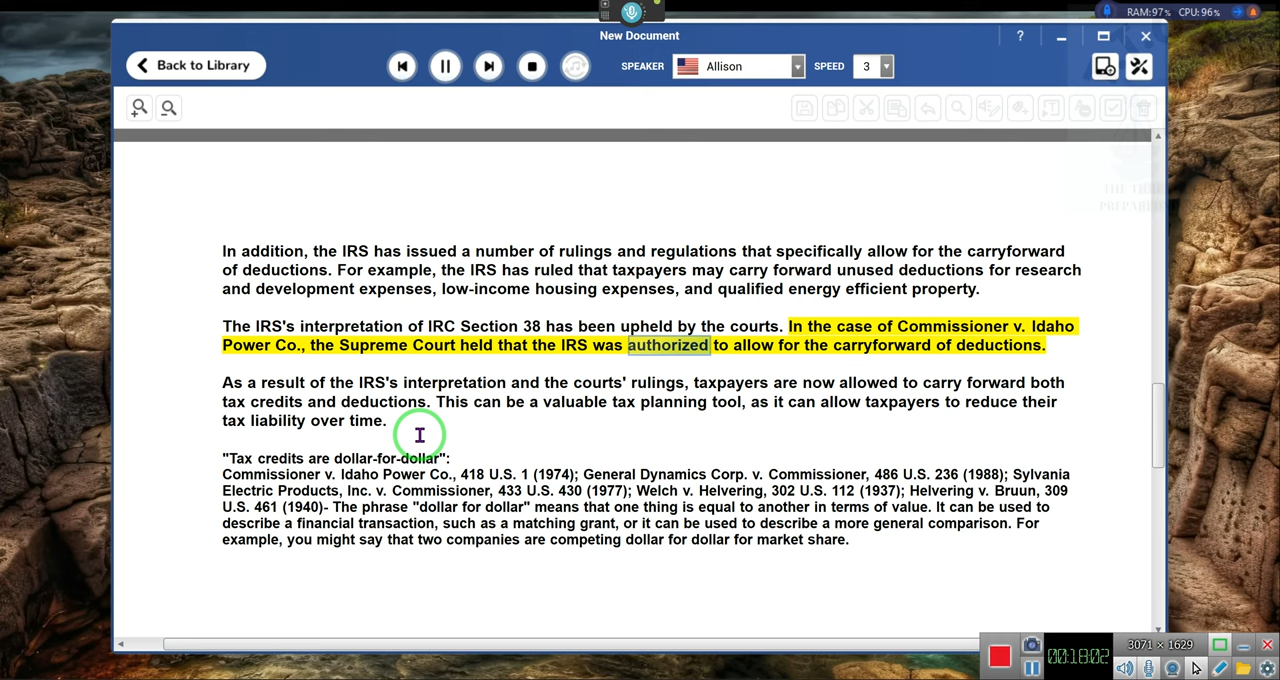 RAM:97% CPU:96%
New Document
?
Back to Library
SPEAKER
Allison
SPEED
3
In addition, the IRS has issued a number of rulings and regulations that specifically allow for the carryforward
of deductions. For example, the IRS has ruled that taxpayers may carry forward unused deductions for research
and development expenses, low-income housing expenses, and qualified energy efficient property.
The IRS's interpretation of IRC Section 38 has been upheld by the courts. In the case of Commissioner v. Idaho
Power Co., the Supreme Court held that the IRS was authorized to allow for the carryforward of deductions.
As a result of the IRS's interpretation and the courts' rulings, taxpayers are now allowed to carry forward both
tax credits and deductions. This can be a valuable tax planning tool, as it can allow taxpayers to reduce their
tax liability over time.
"Tax credits are dollar-for-dollar":
Commissioner v. Idaho Power Co., 418 U.S. 1 (1974); General Dynamics Corp. v. Commissioner, 486 U.S. 236 (1988); Sylvania
Electric Products, Inc. v. Commissioner, 433 U.S. 430 (1977); Welch v. Helvering, 302 U.S. 112 (1937); Helvering v. Bruun, 309
U.S. 461 (1940)- The phrase "dollar for dollar" means that one thing is equal to another in terms of value. It can be used to
describe a financial transaction, such as a matching grant, or it can be used to describe a more general comparison. For
example, you might say that two companies are competing dollar for dollar for market share.
3071 × 1629
00:18:02